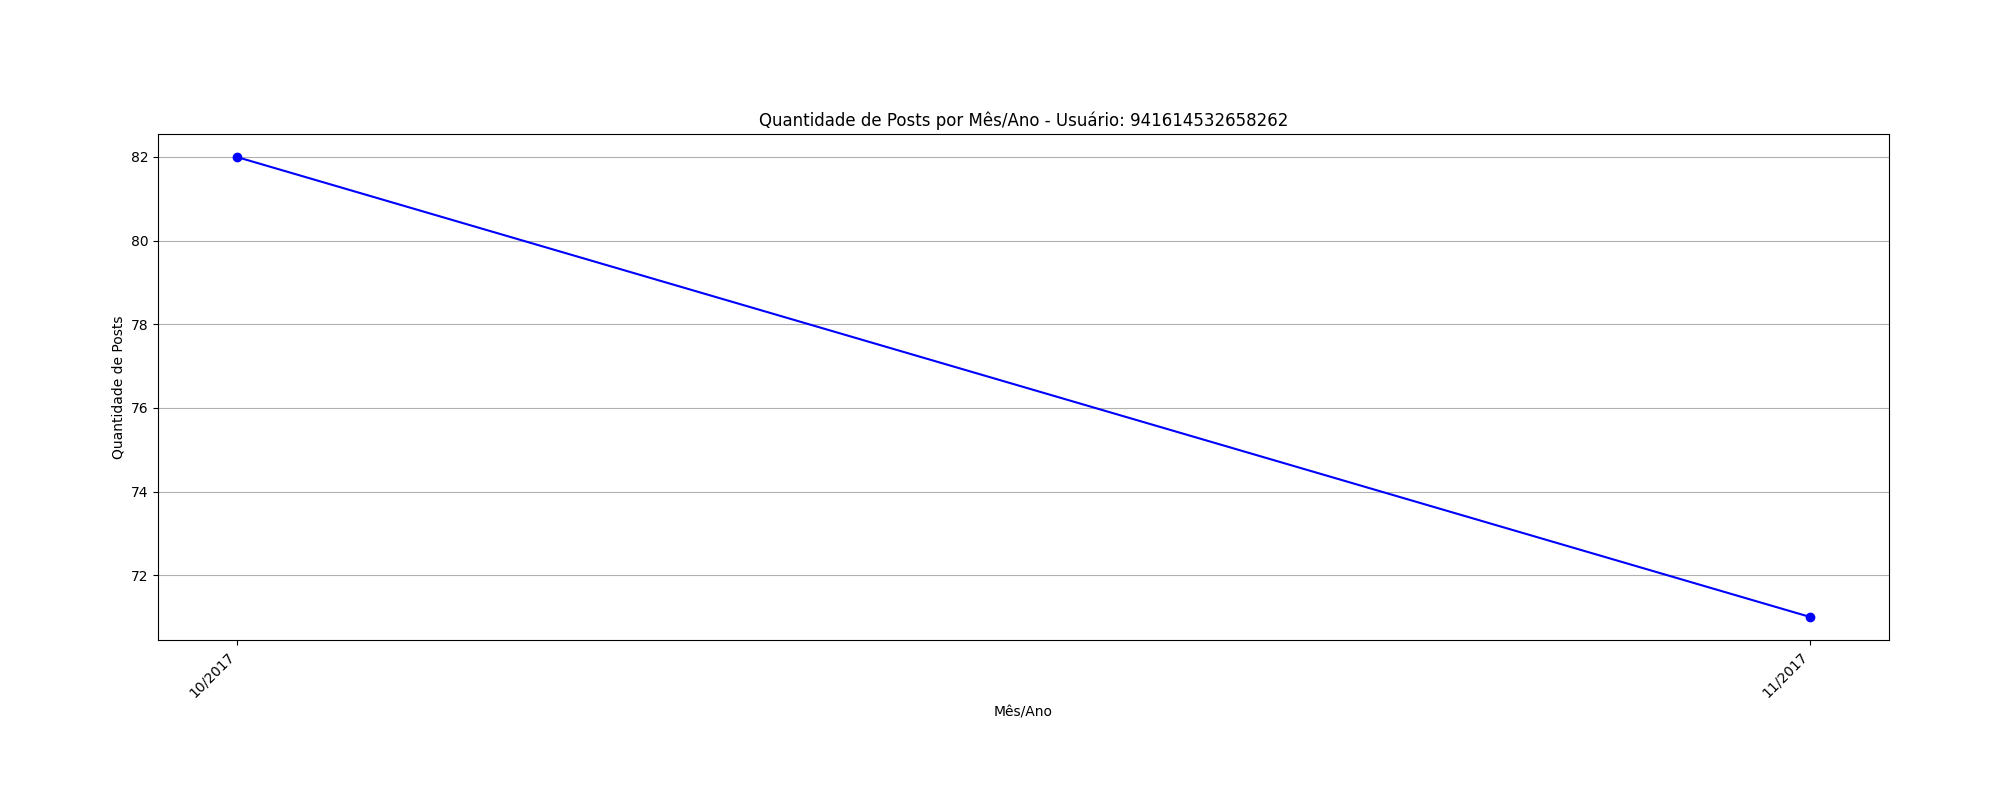 Quantidade de Posts por Mês/Ano - Usuário: 941614532658262
Quantidade de Posts
82
80
78
76
74
72
10/2017
11/2017
Mês/Ano